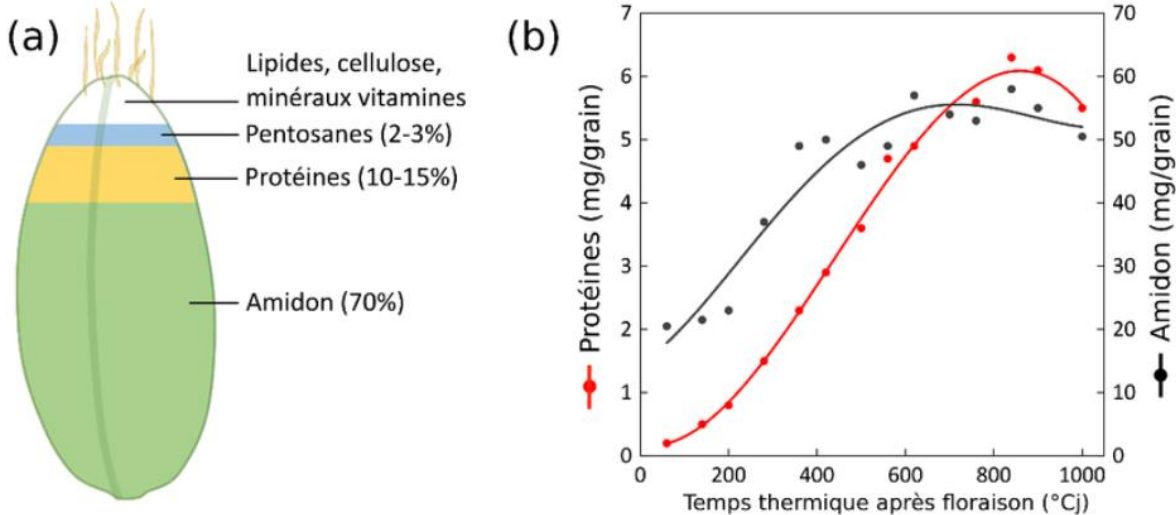 (a)
Lipides, cellulose,
minéraux vitamines
Pentosanes (2-3%)
Protéines (10-15%)
Amidon (70%)
(b)
Protéines (mg/grain)
7
6
5
4
3
2
1
0
70
60
50
40
30
20
10
0
Amidon (mg/grain)
0 200 400 600 800 1000
Temps thermique après floraison (°Cj)